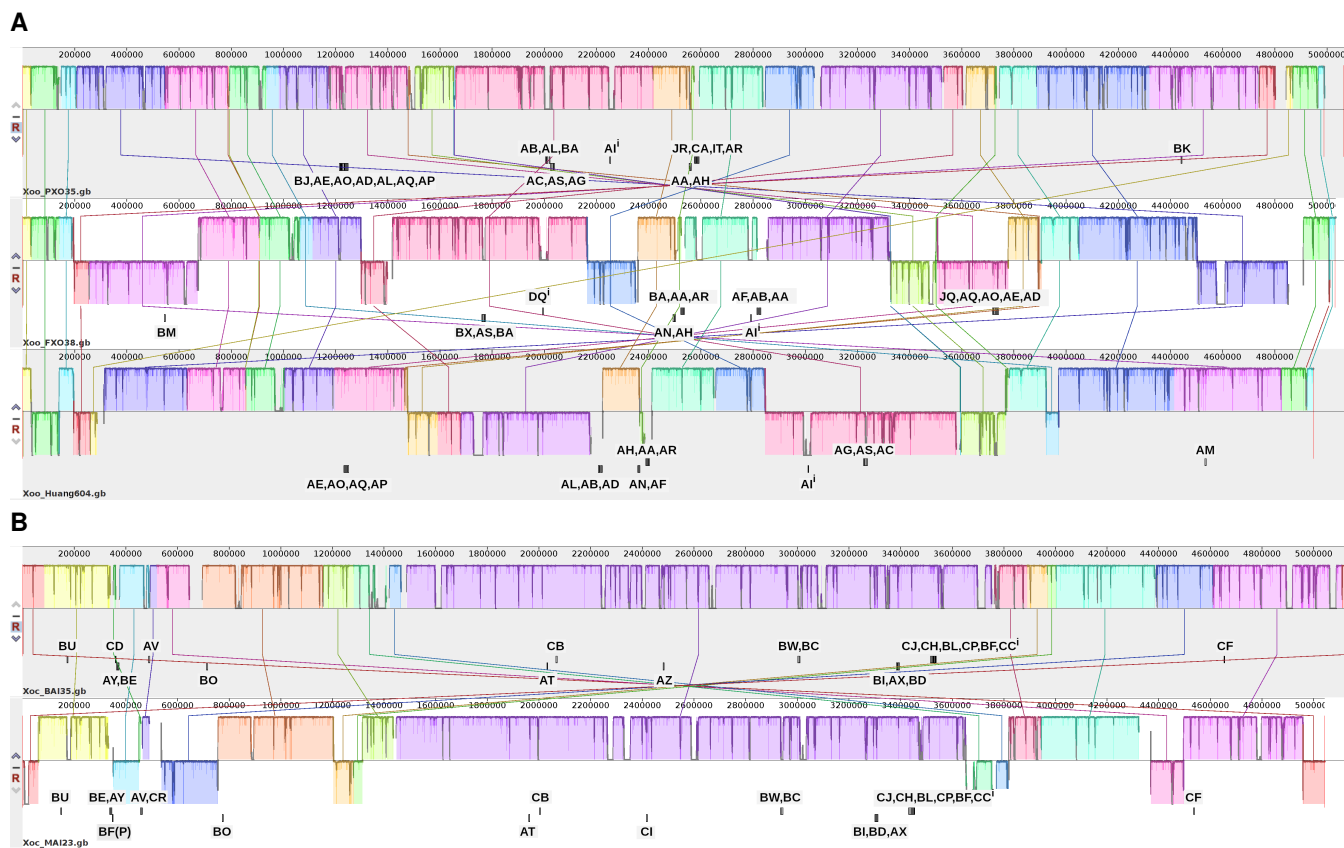 A
200000 400000 600000 800000 1000000 1200000 1400000 1600000 1800000 2000000 2200000 2400000 2600000 2800000 3000000 3200000 3400000 3600000 3800000 4000000 4200000 4400000 4600000 4800000 5000000
R
AB,AL,BA AIⁱ JR,CA,IT,AR BK
BJ,AE,AO,AD,AL,AQ,AP AC,AS,AG AA,AH
Xoo_PXO35.gb
200000 400000 600000 800000 1000000 1200000 1400000 1600000 1800000 2000000 2200000 2400000 2600000 2800000 3000000 3200000 3400000 3600000 3800000 4000000 4200000 4400000 4600000 4800000 50000
R
DQⁱ BA,AA,AR AF,AB,AA JQ,AQ,AO,AE,AD
BM BX,AS,BA AN,AH AIⁱ
Xoo_FXO38.gb
200000 400000 600000 800000 1000000 1200000 1400000 1600000 1800000 2000000 2200000 2400000 2600000 2800000 3000000 3200000 3400000 3600000 3800000 4000000 4200000 4400000 4600000 4800000
R
AH,AA,AR AG,AS,AC AM
AE,AO,AQ,AP AL,AB,AD AN,AF AIⁱ
Xoo_Huang604.gb
B
200000 400000 600000 800000 1000000 1200000 1400000 1600000 1800000 2000000 2200000 2400000 2600000 2800000 3000000 3200000 3400000 3600000 3800000 4000000 4200000 4400000 4600000 4800000 5000000
R
BU CD AV CB BW,BC CJ,CH,BL,CP,BF,CCⁱ CF
AY,BE BO AT AZ BI,AX,BD
Xoc_BAI35.gb
200000 400000 600000 800000 1000000 1200000 1400000 1600000 1800000 2000000 2200000 2400000 2600000 2800000 3000000 3200000 3400000 3600000 3800000 4000000 4200000 4400000 4600000 4800000 5000000
R
BU BE,AY AV,CR CB BW,BC CJ,CH,BL,CP,BF,CCⁱ CF
BF(P) BO AT CI BI,BD,AX
Xoc_MAI23.gb